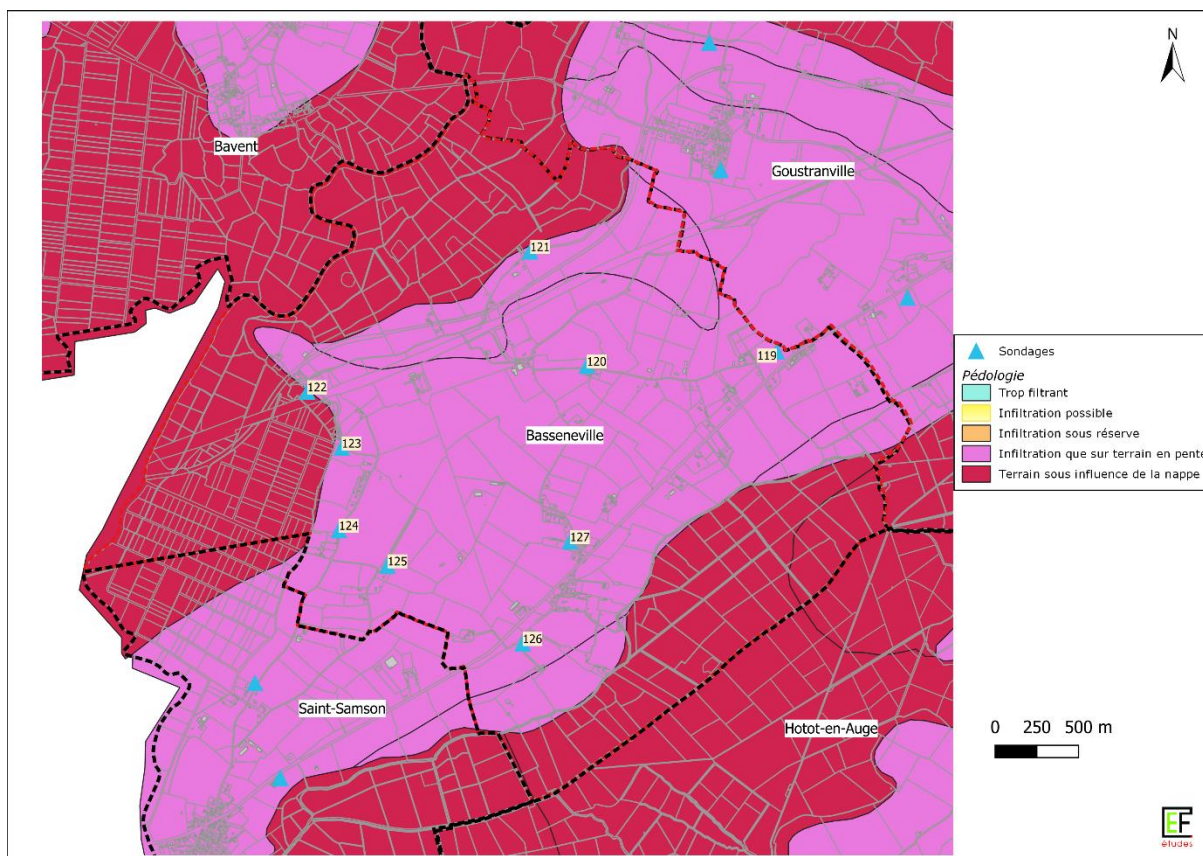 N
Bavent
Goustranville
121
119
120
122
Basseneville
123
124
127
125
126
Saint-Samson
Hotot-en-Auge
Sondages
Pédologie
Trop filtrant
Infiltration possible
Infiltration sous réserve
Infiltration que sur terrain en pente
Terrain sous influence de la nappe
0 250 500 m
EF
études